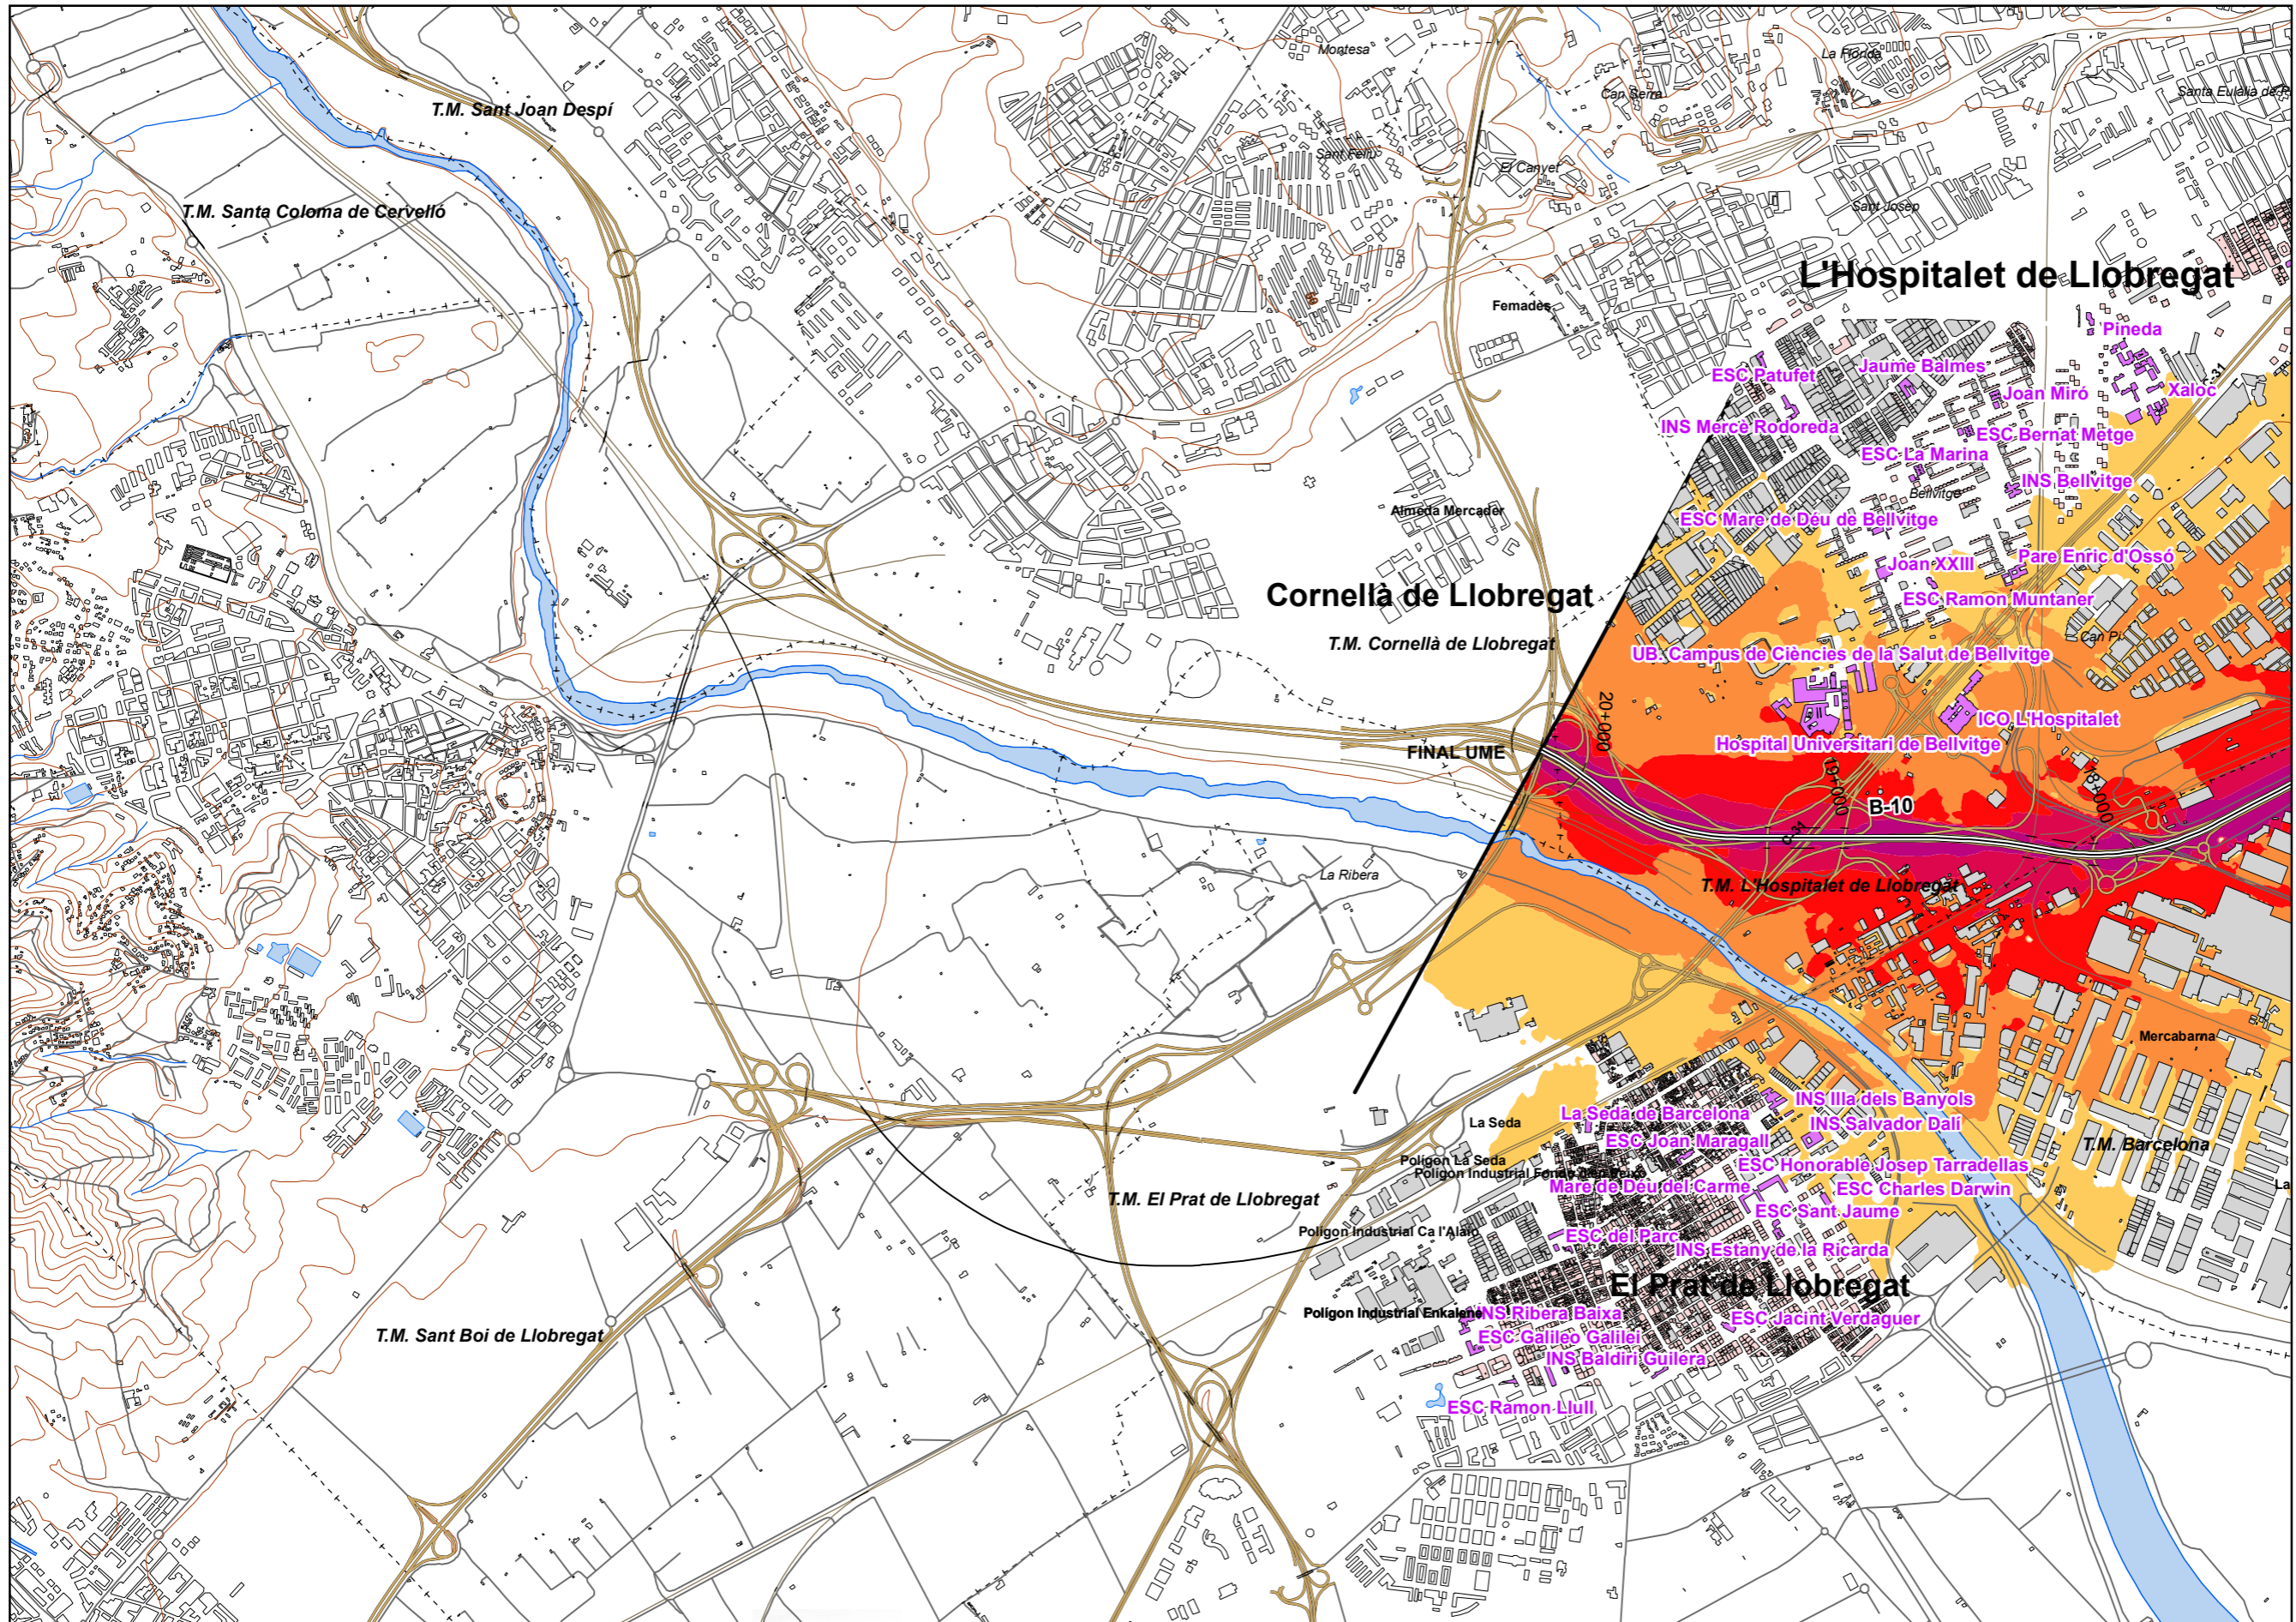 Montesa
La Florida
Can Serra
Santa Eulàlia de P
T.M. Sant Joan Despí
Sant Feliu
El Canyet
T.M. Santa Coloma de Cervelló
Sant Josep
L'Hospitalet de Llobregat
Femades
Pineda
ESC Patufet
Jaume Balmes
Joan Miró
Xaloc
C-31
INS Mercè Rodoreda
ESC Bernat Metge
ESC La Marina
INS Bellvitge
Bellvitge
Almeda Mercader
ESC Mare de Déu de Bellvitge
Pare Enric d'Ossó
Joan XXIII
Cornellà de Llobregat
ESC Ramon Muntaner
Can Pi
T.M. Cornellà de Llobregat
UB. Campus de Ciències de la Salut de Bellvitge
20+000
ICO L'Hospitalet
Hospital Universitari de Bellvitge
FINAL UME
19+000
18+000
B-10
C-31
La Ribera
T.M. L'Hospitalet de Llobregat
Mercabarna
INS Illa dels Banyols
La Seda de Barcelona
La Seda
INS Salvador Dalí
ESC Joan Maragall
T.M. Barcelona
Polígon La Seda
ESC Honorable Josep Tarradellas
Polígon Industrial Fondo d'en Peixo
La
Mare de Déu del Carme
ESC Charles Darwin
T.M. El Prat de Llobregat
ESC Sant Jaume
Polígon Industrial Ca l'Alaio
ESC del Parc
INS Estany de la Ricarda
El Prat de Llobregat
Polígon Industrial Enkalene
INS Ribera Baixa
ESC Jacint Verdaguer
T.M. Sant Boi de Llobregat
ESC Galileo Galilei
INS Baldiri Guilera
ESC Ramon Llull